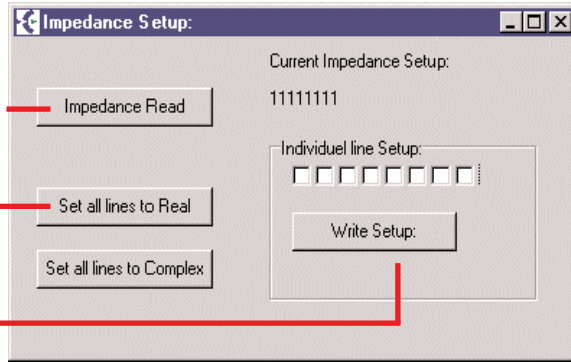 Impedance Setup:
Current Impedance Setup:
11111111
Impedance Read
Individuel line Setup:
Set all lines to Real
Write Setup:
Set all lines to Complex